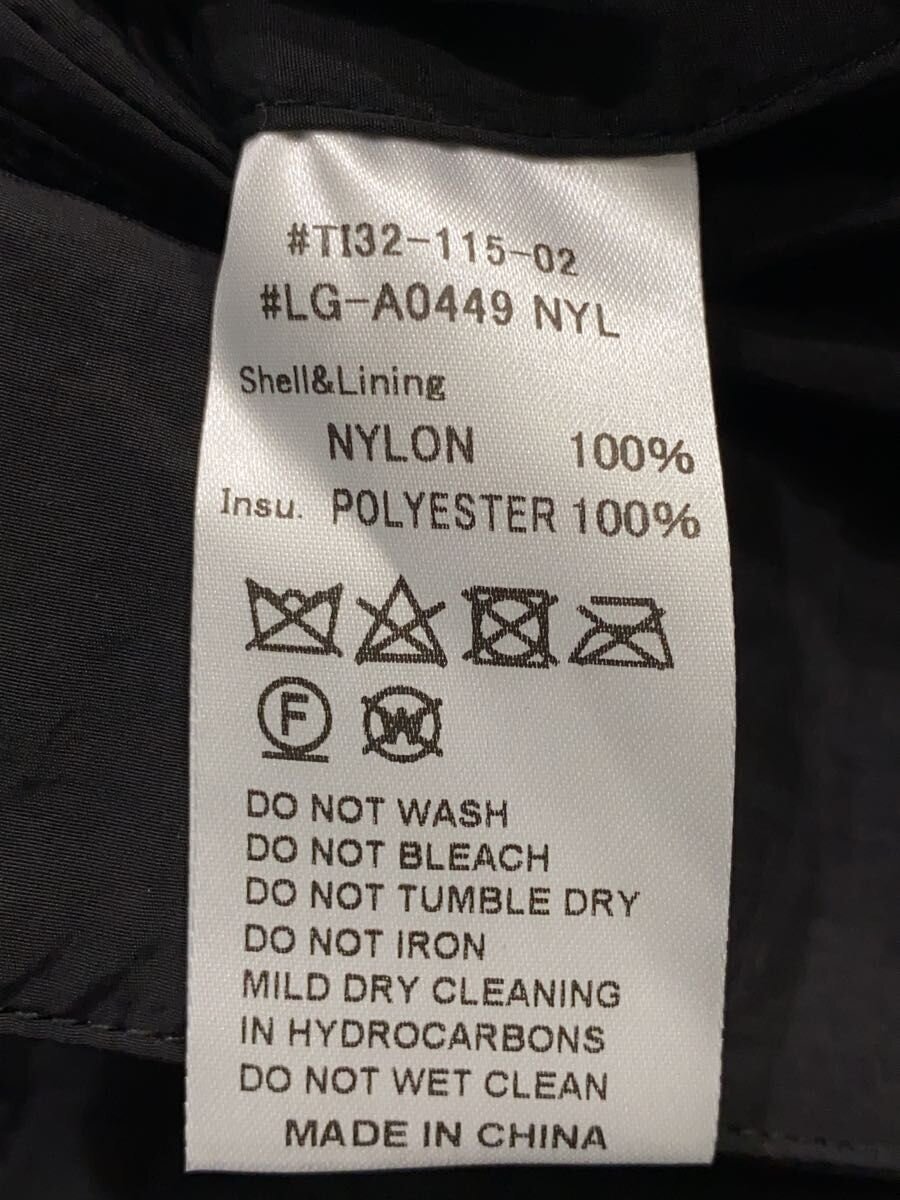 #TI32-115-02
#LG-A0449 NYL
Shell&Lining
NYLON 100%
Insu. POLYESTER 100%
F W
DO NOT WASH
DO NOT BLEACH
DO NOT TUMBLE DRY
DO NOT IRON
MILD DRY CLEANING
IN HYDROCARBONS
DO NOT WET CLEAN
MADE IN CHINA